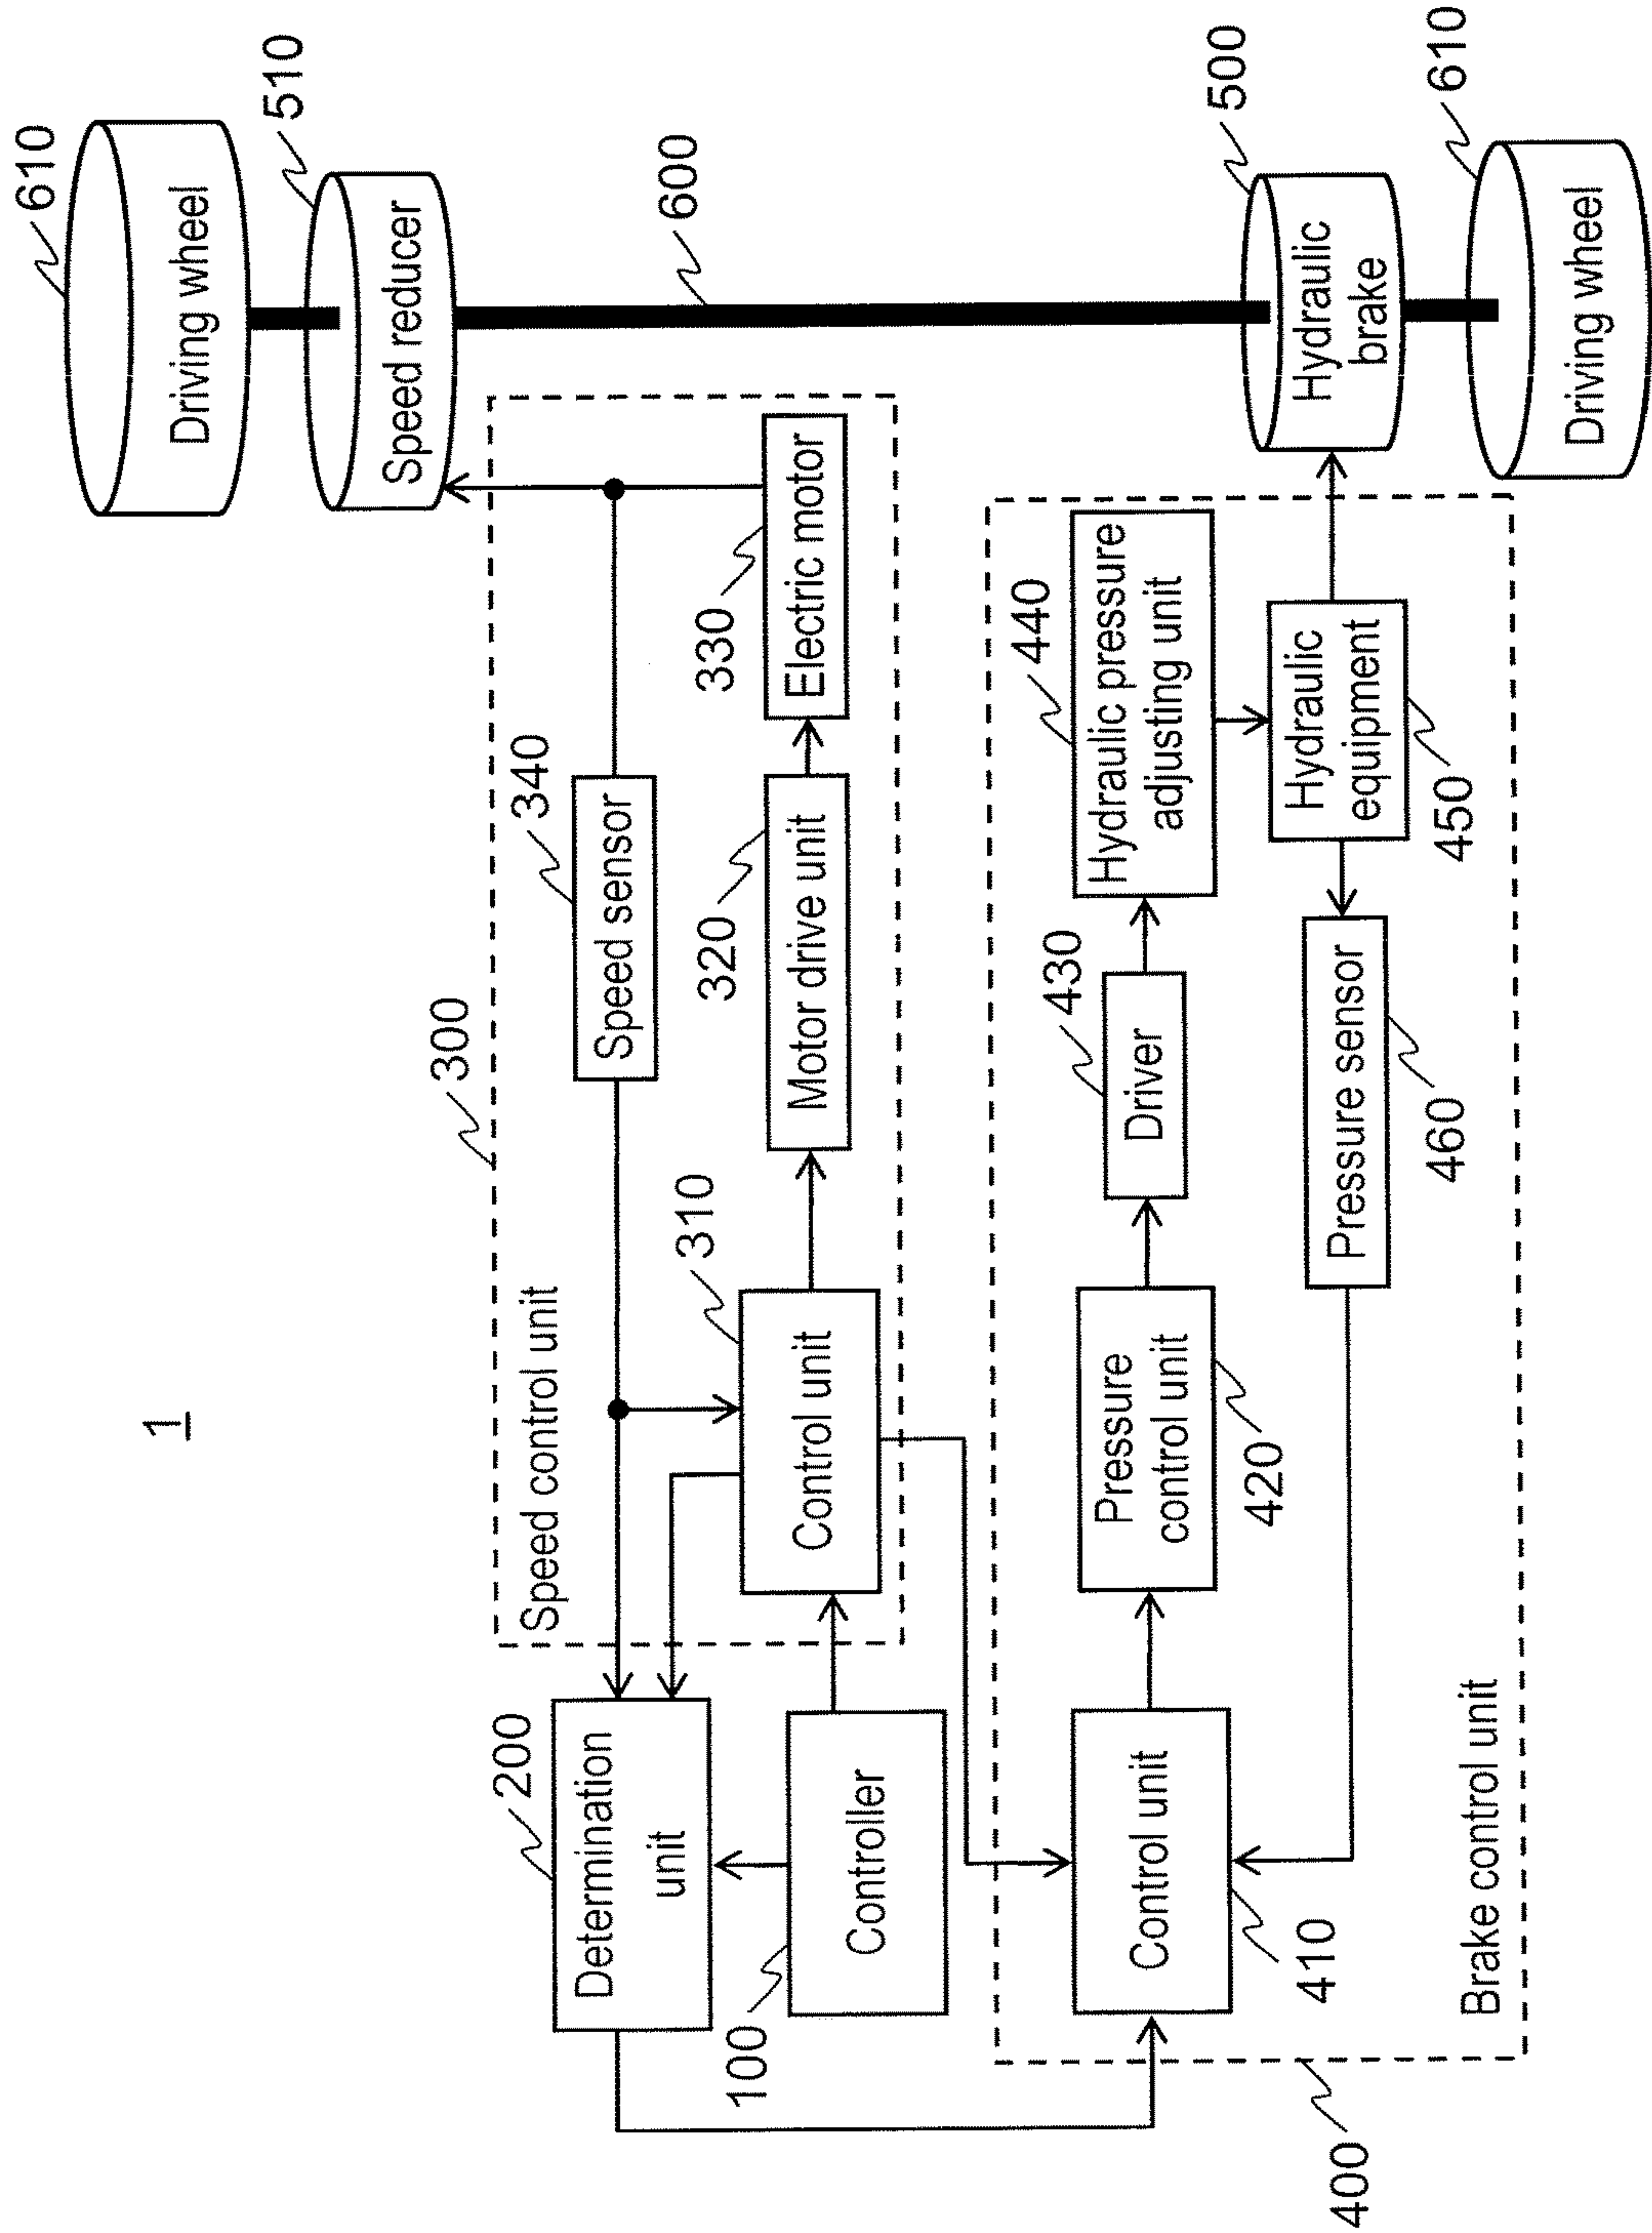 1
610
Driving wheel
510
Speed reducer
600
500
Hydraulic
brake
610
Driving wheel
300
Speed control unit
340
Speed sensor
330
Electric motor
320
Motor drive unit
310
Control unit
200
Determination
unit
100
Controller
440
Hydraulic pressure
adjusting unit
430
Driver
420
Pressure
control unit
410
Control unit
450
Hydraulic
equipment
460
Pressure sensor
Brake control unit
400